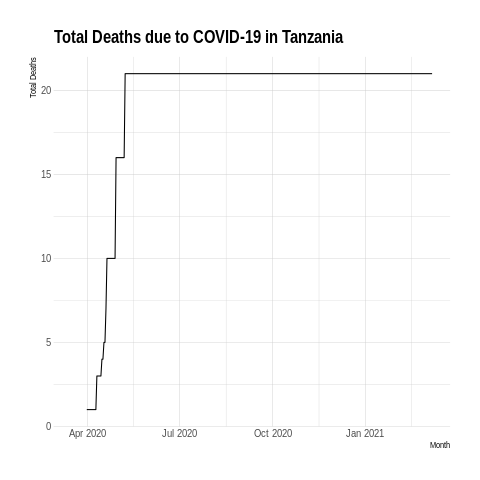 Total Deaths due to COVID-19 in Tanzania
Total Deaths
20
15
10
5
0
Apr 2020 Jul 2020 Oct 2020 Jan 2021
Month